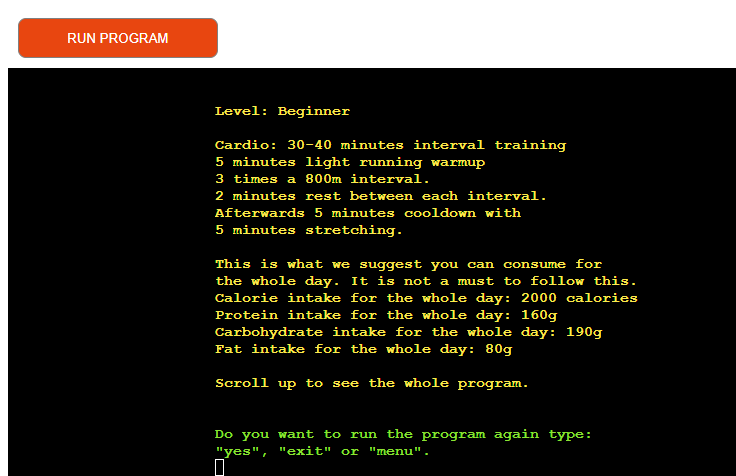 RUN PROGRAM
Level: Beginner
Cardio: 30-40 minutes interval training
5 minutes light running warmup
3 times a 800m interval.
2 minutes rest between each interval.
Afterwards 5 minutes cooldown with
5 minutes stretching.
This is what we suggest you can consume for
the whole day. It is not a must to follow this.
Calorie intake for the whole day: 2000 calories
Protein intake for the whole day: 160g
Carbohydrate intake for the whole day: 190g
Fat intake for the whole day: 80g
Scroll up to see the whole program.
Do you want to run the program again type:
"yes", "exit" or "menu".